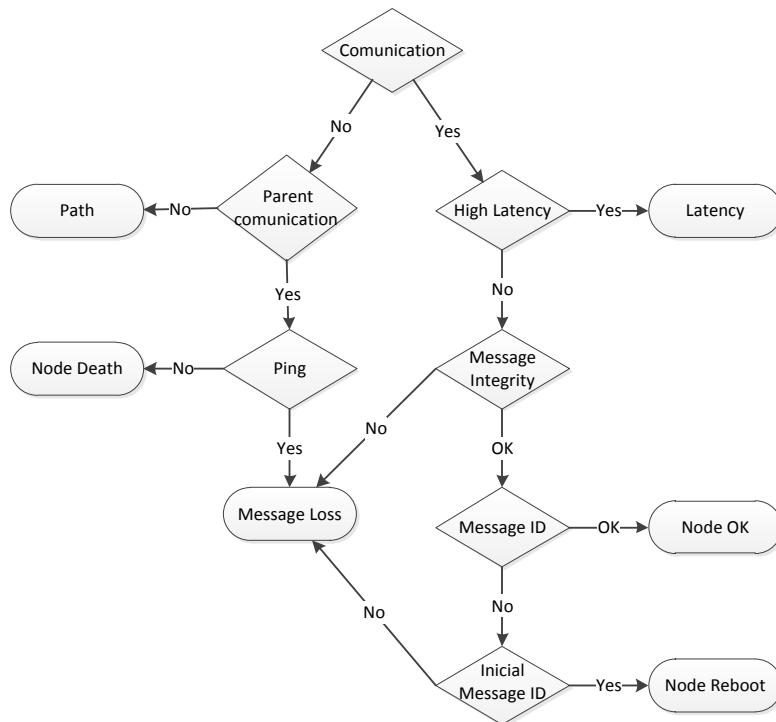 Comunication
No
Yes
Parent
comunication
No
Path
High Latency
Yes
Latency
Yes
No
Node Death
No
Ping
Message
Integrity
Yes
No
OK
Message Loss
Message ID
OK
Node OK
No
No
Inicial
Message ID
Yes
Node Reboot